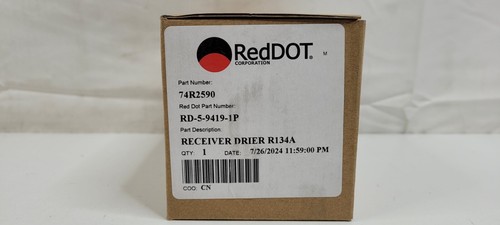 RedDOT® M
CORPORATION
Part Number:
74R2590
Red Dot Part Number:
RD-5-9419-1P
Part Description:
RECEIVER DRIER R134A
QTY: 1 DATE: 7/26/2024 11:59:00 PM
COO: CN